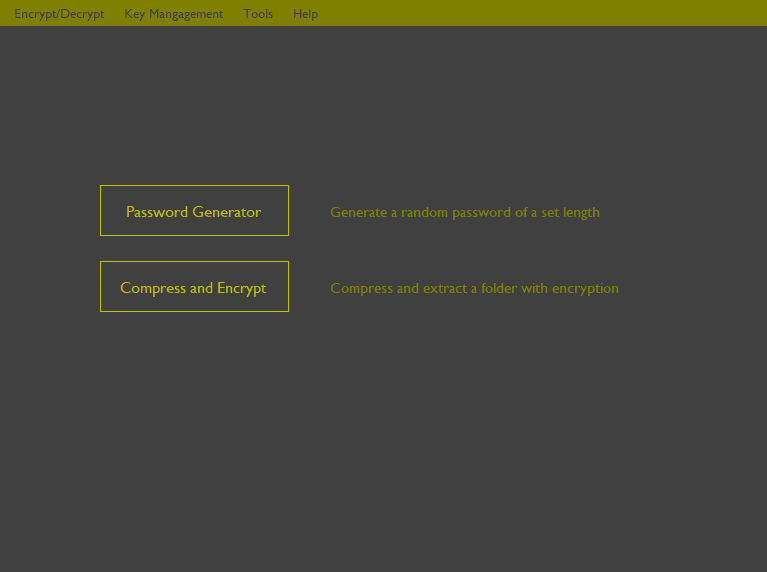 Encrypt/Decrypt Key Mangagement Tools Help
Password Generator Generate a random password of a set length
Compress and Encrypt Compress and extract a folder with encryption